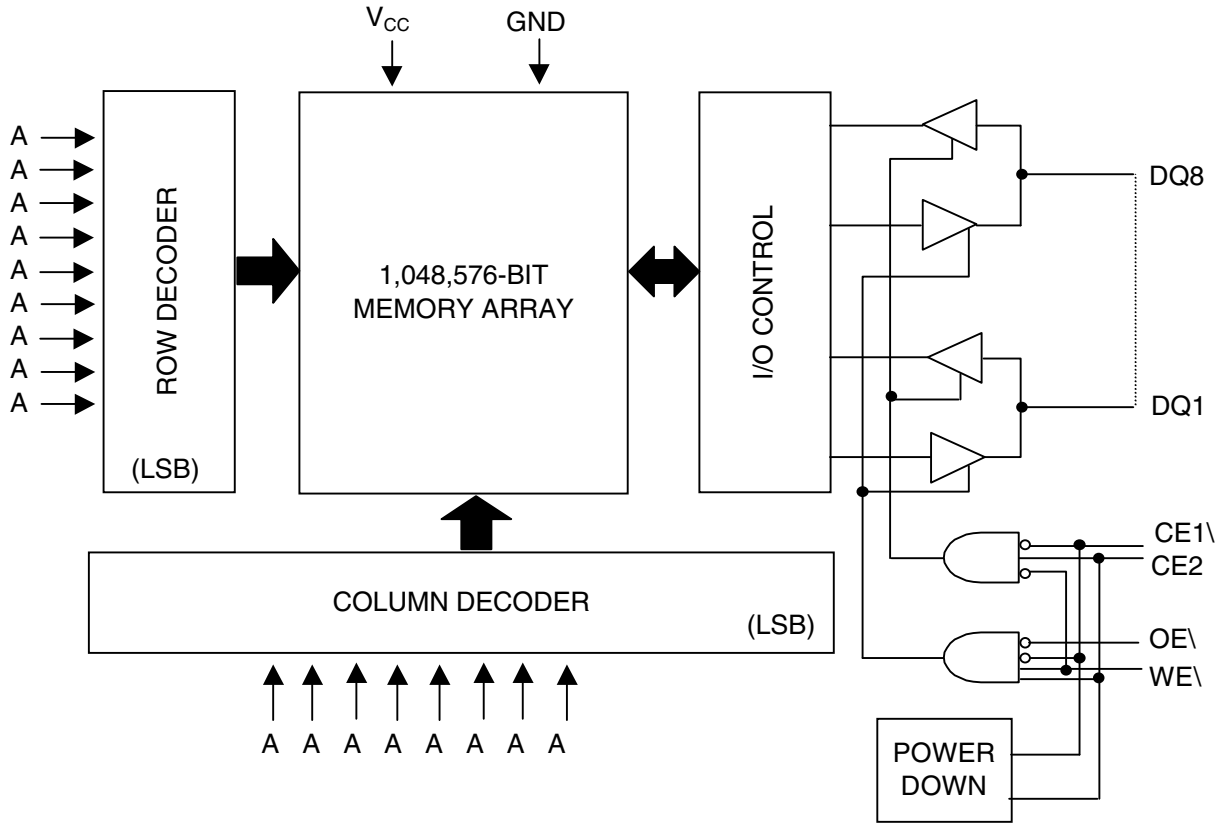 V_CC
GND
A
A
A
A
A
A
A
A
A
ROW DECODER
(LSB)
1,048,576-BIT
MEMORY ARRAY
I/O CONTROL
DQ8
DQ1
CE1\
CE2
OE\
WE\
COLUMN DECODER
(LSB)
A A A A A A A A
POWER
DOWN